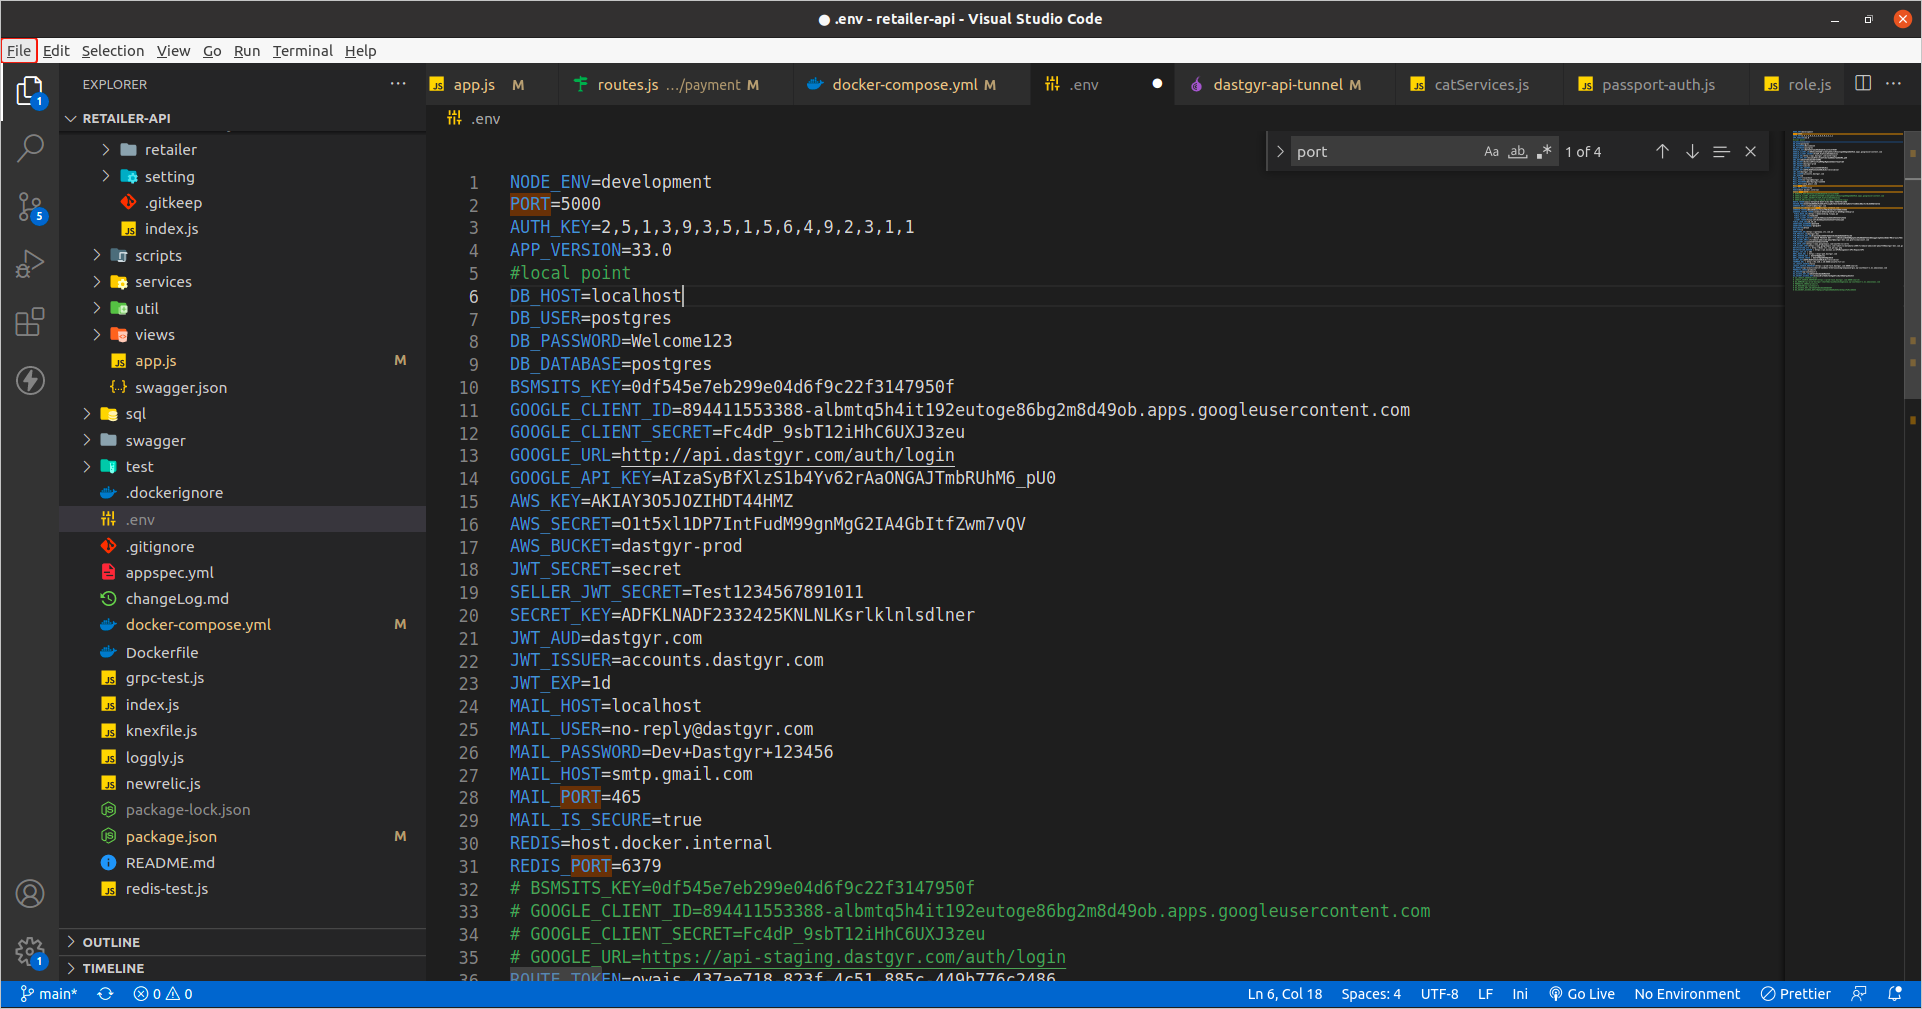 ● .env - retailer-api - Visual Studio Code
File Edit Selection View Go Run Terminal Help
EXPLORER
RETAILER-API
retailer
setting
.gitkeep
index.js
scripts
services
util
views
app.js M
swagger.json
sql
swagger
test
.dockerignore
.env
.gitignore
appspec.yml
changeLog.md
docker-compose.yml M
Dockerfile
grpc-test.js
index.js
knexfile.js
loggly.js
newrelic.js
package-lock.json
package.json M
README.md
redis-test.js
OUTLINE
TIMELINE
1
5
1
app.js M
routes.js .../payment M
docker-compose.yml M
.env
dastgyr-api-tunnel M
catServices.js
passport-auth.js
role.js
.env
port Aa ab 1 of 4
1 NODE_ENV=development
2 PORT=5000
3 AUTH_KEY=2,5,1,3,9,3,5,1,5,6,4,9,2,3,1,1
4 APP_VERSION=33.0
5 #local point
6 DB_HOST=localhost
7 DB_USER=postgres
8 DB_PASSWORD=Welcome123
9 DB_DATABASE=postgres
10 BSMSITS_KEY=0df545e7eb299e04d6f9c22f3147950f
11 GOOGLE_CLIENT_ID=894411553388-albmtq5h4it192eutoge86bg2m8d49ob.apps.googleusercontent.com
12 GOOGLE_CLIENT_SECRET=Fc4dP_9sbT12iHhC6UXJ3zeu
13 GOOGLE_URL=http://api.dastgyr.com/auth/login
14 GOOGLE_API_KEY=AIzaSyBfXlzS1b4Yv62rAaONGAJTmbRUhM6_pU0
15 AWS_KEY=AKIAY3O5JOZIHDT44HMZ
16 AWS_SECRET=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
17 AWS_BUCKET=dastgyr-prod
18 JWT_SECRET=secret
19 SELLER_JWT_SECRET=Test1234567891011
20 SECRET_KEY=ADFKLNADF2332425KNLNLKsrlklnlsdlner
21 JWT_AUD=dastgyr.com
22 JWT_ISSUER=accounts.dastgyr.com
23 JWT_EXP=1d
24 MAIL_HOST=localhost
25 MAIL_USER=no-reply@dastgyr.com
26 MAIL_PASSWORD=Dev+Dastgyr+123456
27 MAIL_HOST=smtp.gmail.com
28 MAIL_PORT=465
29 MAIL_IS_SECURE=true
30 REDIS=host.docker.internal
31 REDIS_PORT=6379
32 # BSMSITS_KEY=0df545e7eb299e04d6f9c22f3147950f
33 # GOOGLE_CLIENT_ID=894411553388-albmtq5h4it192eutoge86bg2m8d49ob.apps.googleusercontent.com
34 # GOOGLE_CLIENT_SECRET=Fc4dP_9sbT12iHhC6UXJ3zeu
35 # GOOGLE_URL=https://api-staging.dastgyr.com/auth/login
36 ROUTE_TOKEN=owais-437ae718-823f-4c51-885c-449b776c2486
main* 0 0 Ln 6, Col 18 Spaces: 4 UTF-8 LF Ini Go Live No Environment Prettier